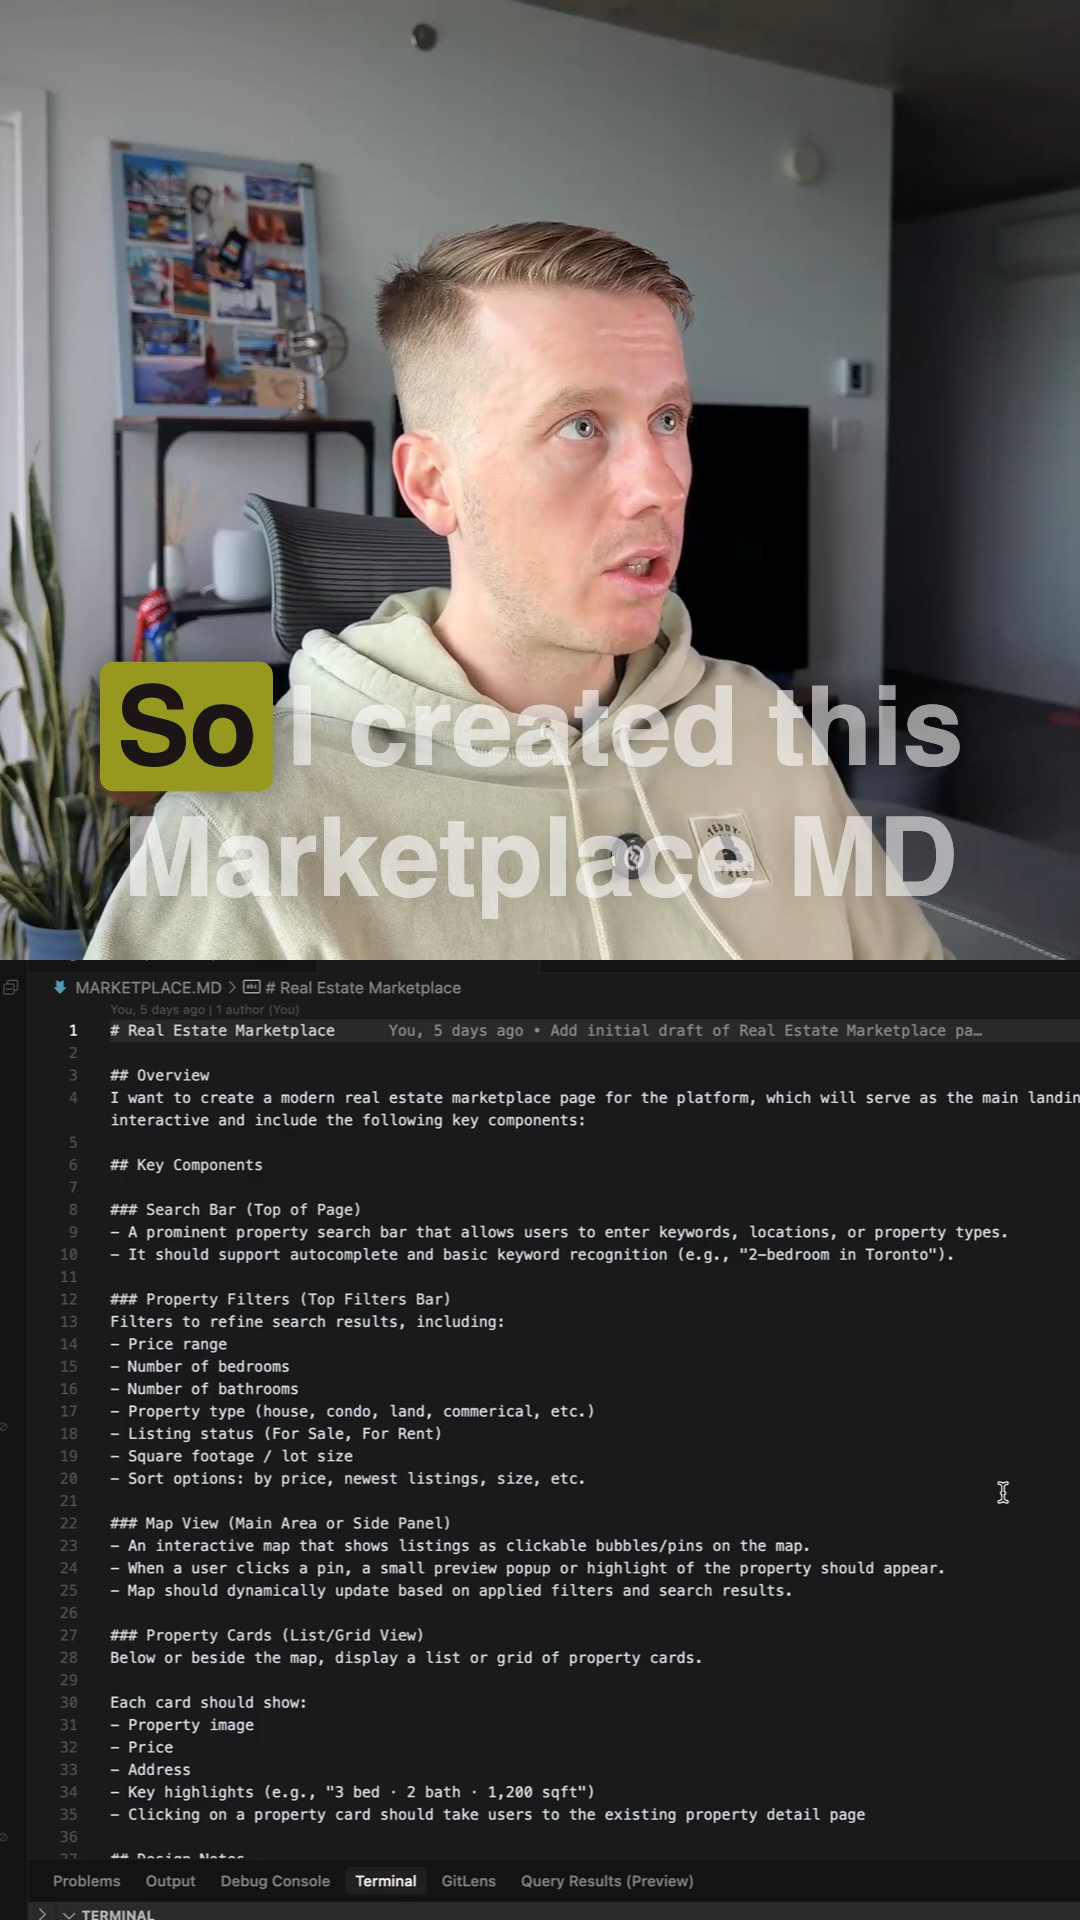 So I created this
Marketplace MD
TEDDY
FRESH
MARKETPLACE.MD > # Real Estate Marketplace
You, 5 days ago | 1 author (You)
1 # Real Estate Marketplace You, 5 days ago • Add initial draft of Real Estate Marketplace pa…
2
3 ## Overview
4 I want to create a modern real estate marketplace page for the platform, which will serve as the main landin
interactive and include the following key components:
5
6 ## Key Components
7
8 ### Search Bar (Top of Page)
9 - A prominent property search bar that allows users to enter keywords, locations, or property types.
10 - It should support autocomplete and basic keyword recognition (e.g., "2-bedroom in Toronto").
11
12 ### Property Filters (Top Filters Bar)
13 Filters to refine search results, including:
14 - Price range
15 - Number of bedrooms
16 - Number of bathrooms
17 - Property type (house, condo, land, commerical, etc.)
18 - Listing status (For Sale, For Rent)
19 - Square footage / lot size
20 - Sort options: by price, newest listings, size, etc.
21
22 ### Map View (Main Area or Side Panel)
23 - An interactive map that shows listings as clickable bubbles/pins on the map.
24 - When a user clicks a pin, a small preview popup or highlight of the property should appear.
25 - Map should dynamically update based on applied filters and search results.
26
27 ### Property Cards (List/Grid View)
28 Below or beside the map, display a list or grid of property cards.
29
30 Each card should show:
31 - Property image
32 - Price
33 - Address
34 - Key highlights (e.g., "3 bed · 2 bath · 1,200 sqft")
35 - Clicking on a property card should take users to the existing property detail page
36
37 ## Design Notes
Problems Output Debug Console Terminal GitLens Query Results (Preview)
TERMINAL